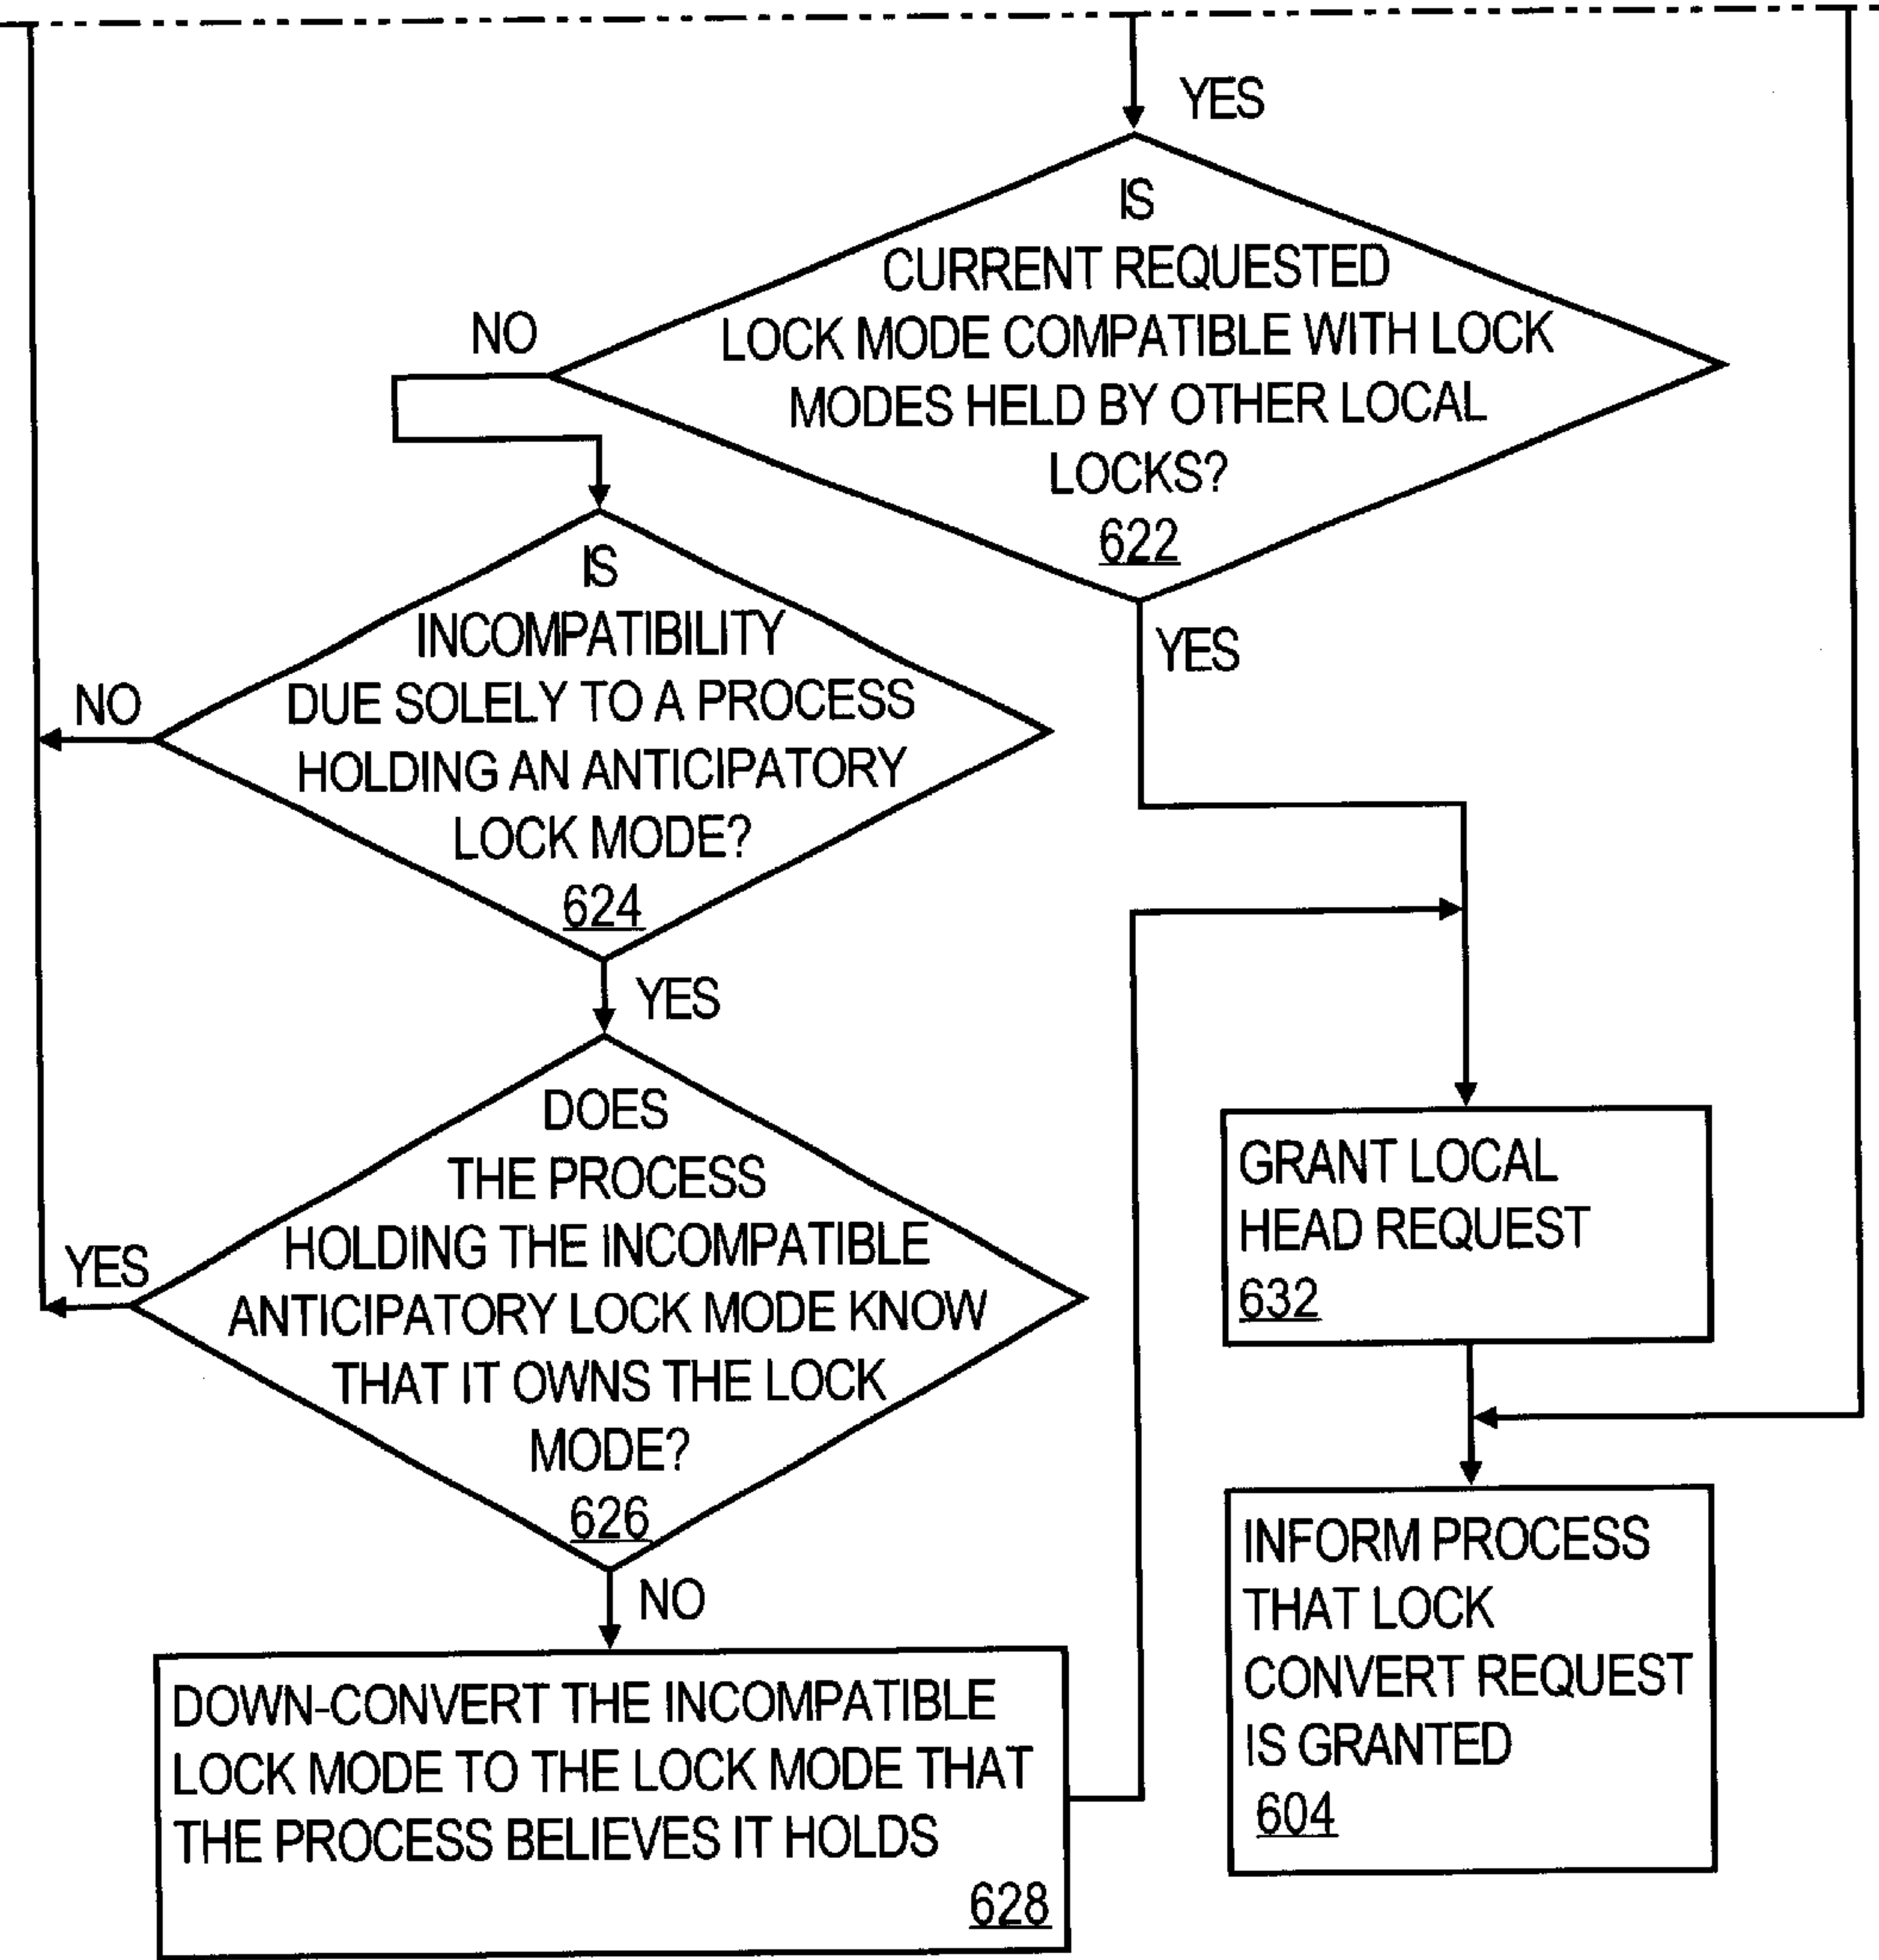 YES
IS
CURRENT REQUESTED
LOCK MODE COMPATIBLE WITH LOCK
MODES HELD BY OTHER LOCAL
LOCKS?
622
NO
YES
IS
INCOMPATIBILITY
DUE SOLELY TO A PROCESS
HOLDING AN ANTICIPATORY
LOCK MODE?
624
NO
YES
DOES
THE PROCESS
HOLDING THE INCOMPATIBLE
ANTICIPATORY LOCK MODE KNOW
THAT IT OWNS THE LOCK
MODE?
626
YES
NO
DOWN-CONVERT THE INCOMPATIBLE
LOCK MODE TO THE LOCK MODE THAT
THE PROCESS BELIEVES IT HOLDS
628
GRANT LOCAL
HEAD REQUEST
632
INFORM PROCESS
THAT LOCK
CONVERT REQUEST
IS GRANTED
604